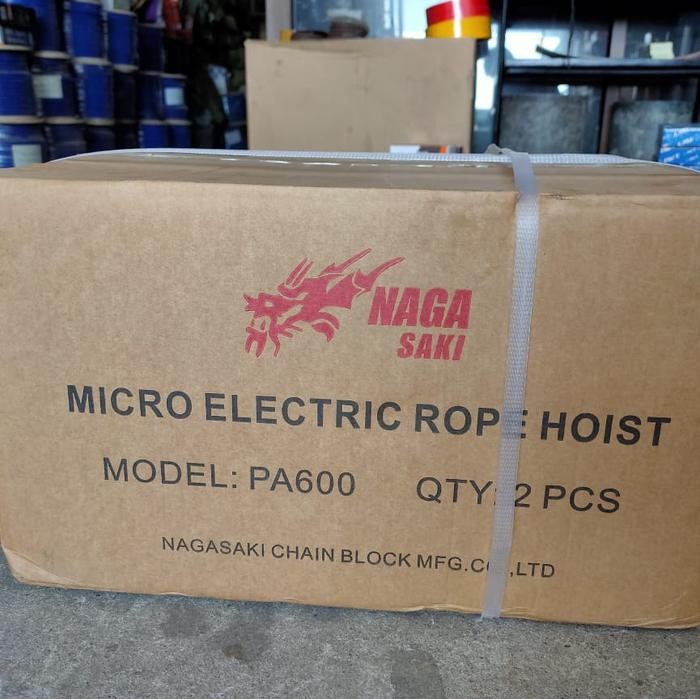 NAGA
SAKI
MICRO ELECTRIC ROPE HOIST
MODEL: PA600 QTY: 2 PCS
NAGASAKI CHAIN BLOCK MFG.CO.,LTD